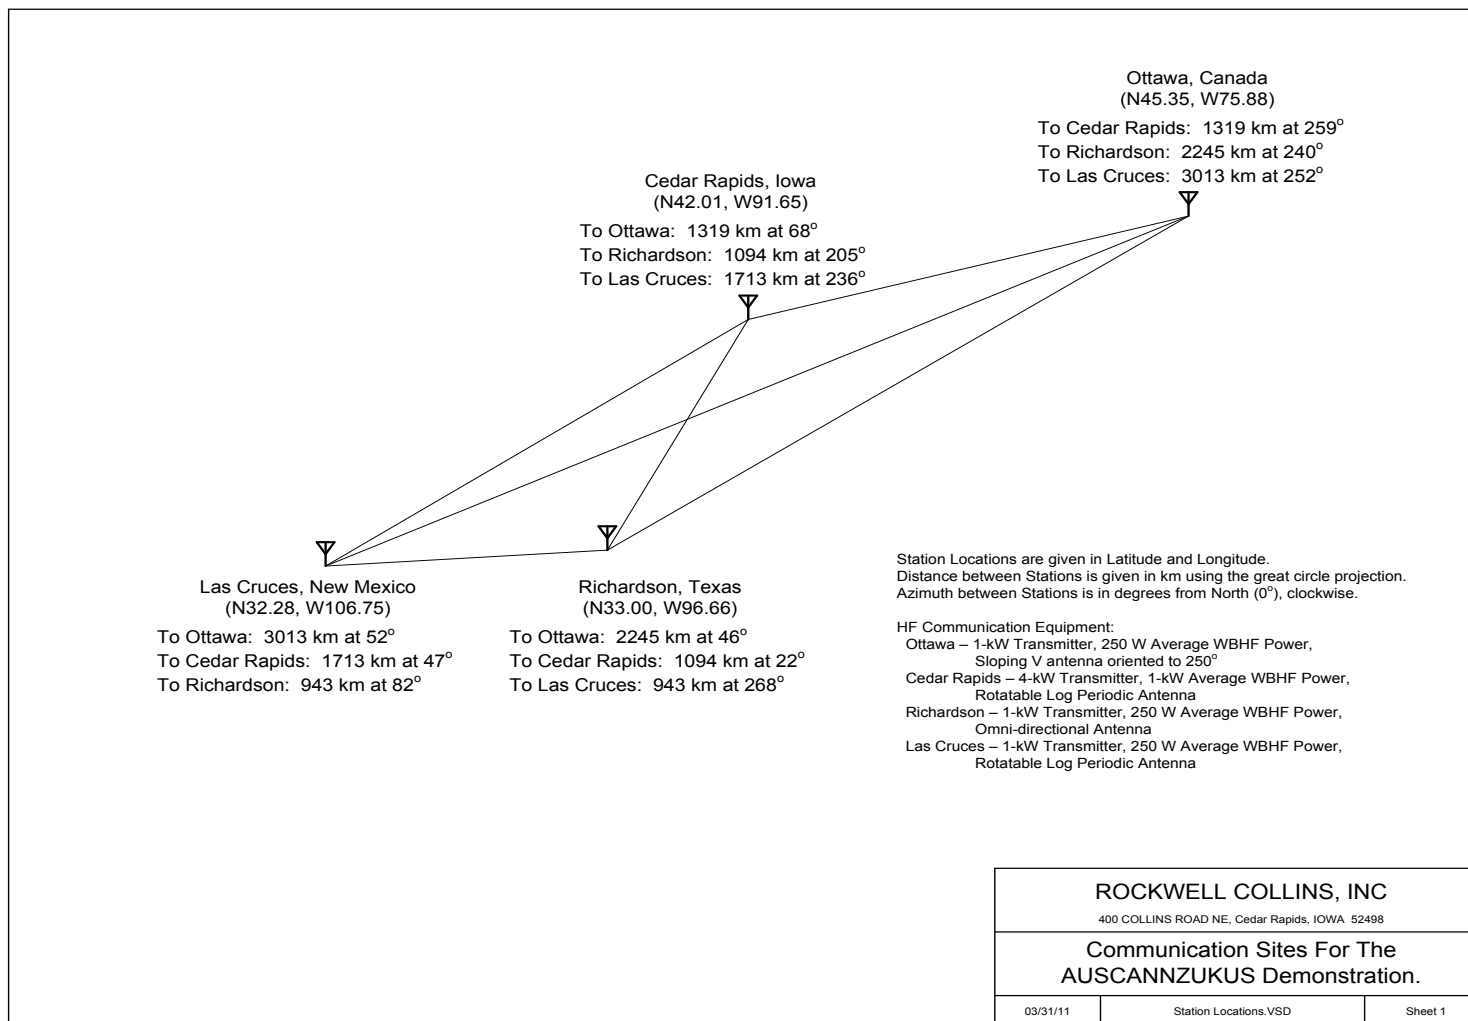 Ottawa, Canada
(N45.35, W75.88)
To Cedar Rapids: 1319 km at 259°
To Richardson: 2245 km at 240°
To Las Cruces: 3013 km at 252°
Cedar Rapids, Iowa
(N42.01, W91.65)
To Ottawa: 1319 km at 68°
To Richardson: 1094 km at 205°
To Las Cruces: 1713 km at 236°
Las Cruces, New Mexico
(N32.28, W106.75)
To Ottawa: 3013 km at 52°
To Cedar Rapids: 1713 km at 47°
To Richardson: 943 km at 82°
Richardson, Texas
(N33.00, W96.66)
To Ottawa: 2245 km at 46°
To Cedar Rapids: 1094 km at 22°
To Las Cruces: 943 km at 268°
Station Locations are given in Latitude and Longitude.
Distance between Stations is given in km using the great circle projection.
Azimuth between Stations is in degrees from North (0°), clockwise.
HF Communication Equipment:
Ottawa – 1-kW Transmitter, 250 W Average WBHF Power,
Sloping V antenna oriented to 250°
Cedar Rapids – 4-kW Transmitter, 1-kW Average WBHF Power,
Rotatable Log Periodic Antenna
Richardson – 1-kW Transmitter, 250 W Average WBHF Power,
Omni-directional Antenna
Las Cruces – 1-kW Transmitter, 250 W Average WBHF Power,
Rotatable Log Periodic Antenna
ROCKWELL COLLINS, INC
400 COLLINS ROAD NE, Cedar Rapids, IOWA 52498
Communication Sites For The
AUSCANNZUKUS Demonstration.
03/31/11
Station Locations.VSD
Sheet 1